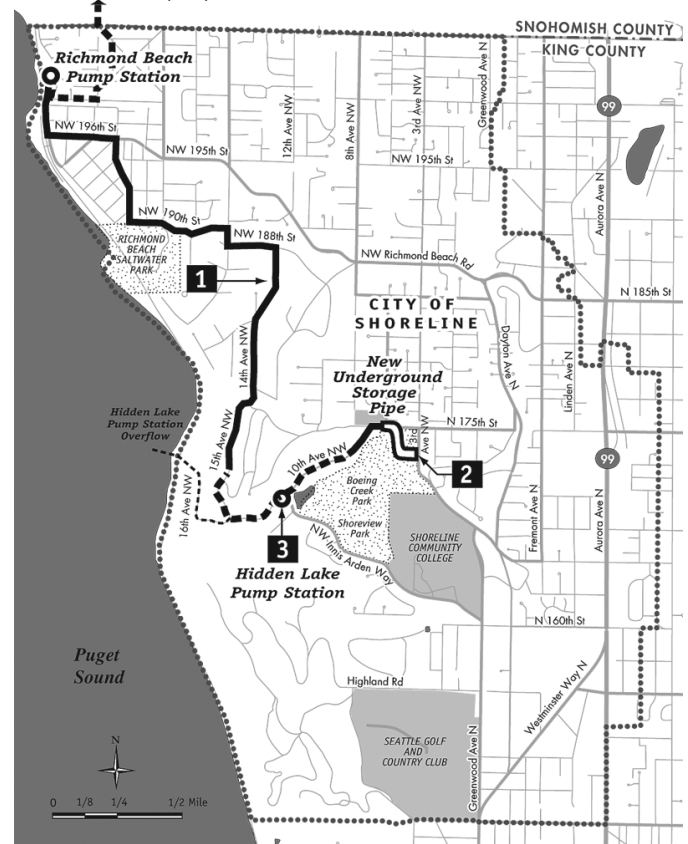 SNOHOMISH COUNTY
KING COUNTY
Richmond Beach
Pump Station
Greenwood Ave N
99
NW 196th St
12th Ave NW
8th Ave NW
3rd Ave NW
NW 195th St
NW 195th St
Aurora Ave N
NW 190th St
NW 188th St
RICHMOND
BEACH
SALTWATER
PARK
1
NW Richmond Beach Rd
N 185th St
CITY OF
SHORELINE
14th Ave NW
Dayton Ave N
Linden Ave N
New
Underground
Storage
Pipe
Hidden Lake
Pump Station
Overflow
15th Ave NW
10th Ave NW
3rd
Ave NW
N 175th St
2
99
16th Ave NW
Boeing
Creek
Park
Shoreview
Park
3
NW Innis Arden Way
SHORELINE
COMMUNITY
COLLEGE
Fremont Ave N
Aurora Ave N
Hidden Lake
Pump Station
N 160th St
Puget
Sound
Highland Rd
Westminster Way N
SEATTLE GOLF
AND
COUNTRY CLUB
Greenwood Ave N
N
0 1/8 1/4 1/2 Mile